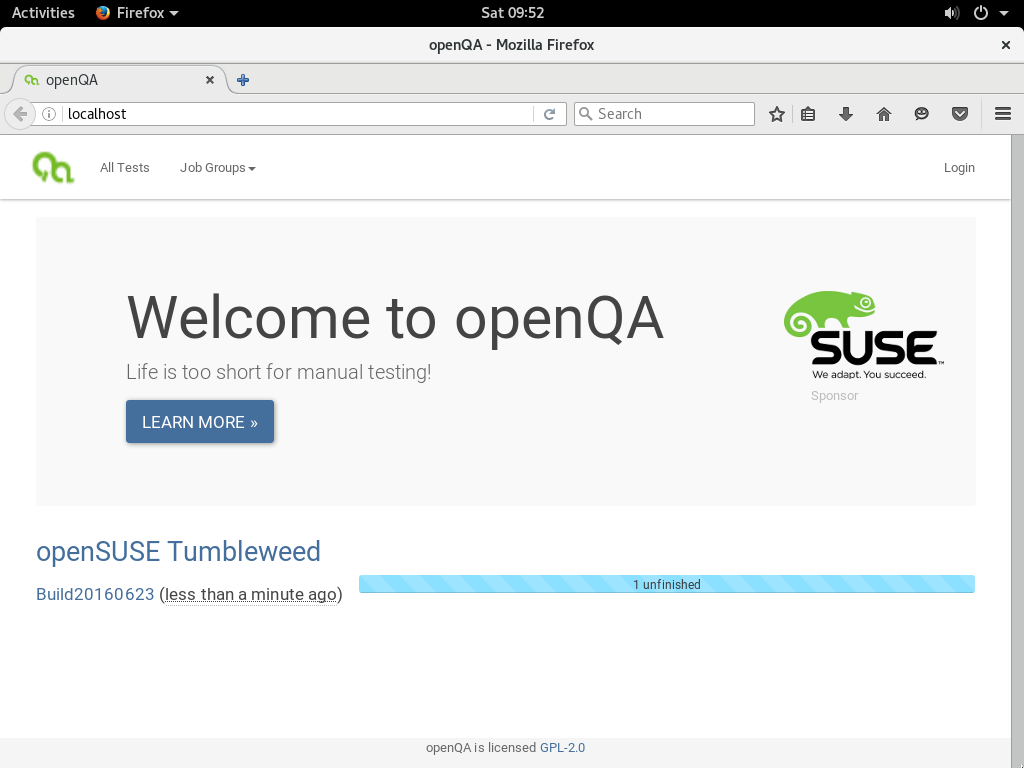 Activities Firefox Sat 09:52
openQA - Mozilla Firefox
openQA
localhost Search
All Tests Job Groups Login
Welcome to openQA
Life is too short for manual testing!
LEARN MORE »
SUSE™
We adapt. You succeed.
Sponsor
openSUSE Tumbleweed
Build20160623 (less than a minute ago) 1 unfinished
openQA is licensed GPL-2.0